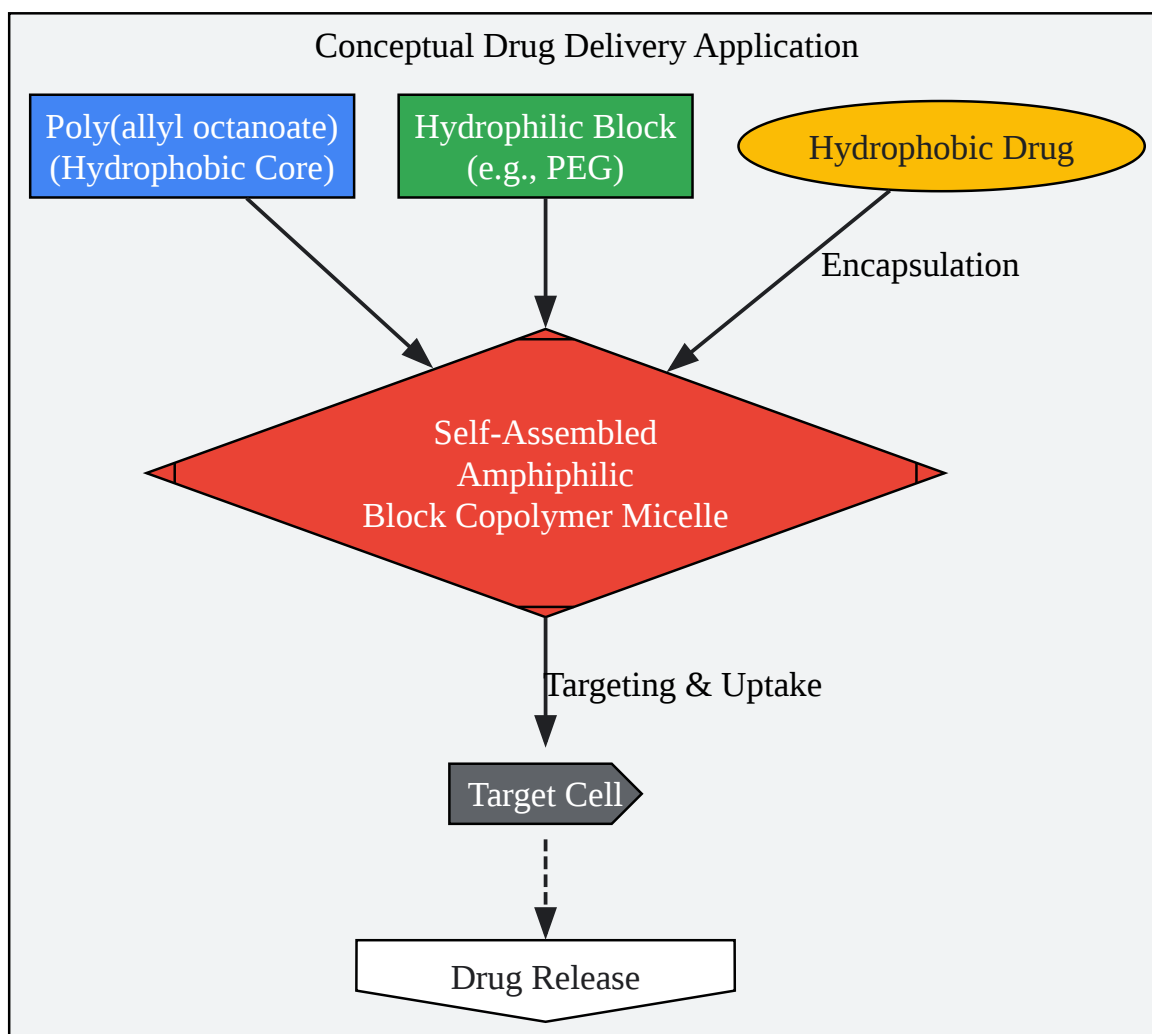 Conceptual Drug Delivery Application
Poly(allyl octanoate)
(Hydrophobic Core)
Hydrophilic Block
(e.g., PEG)
Hydrophobic Drug
Encapsulation
Self-Assembled
Amphiphilic
Block Copolymer Micelle
Targeting & Uptake
Target Cell
Drug Release